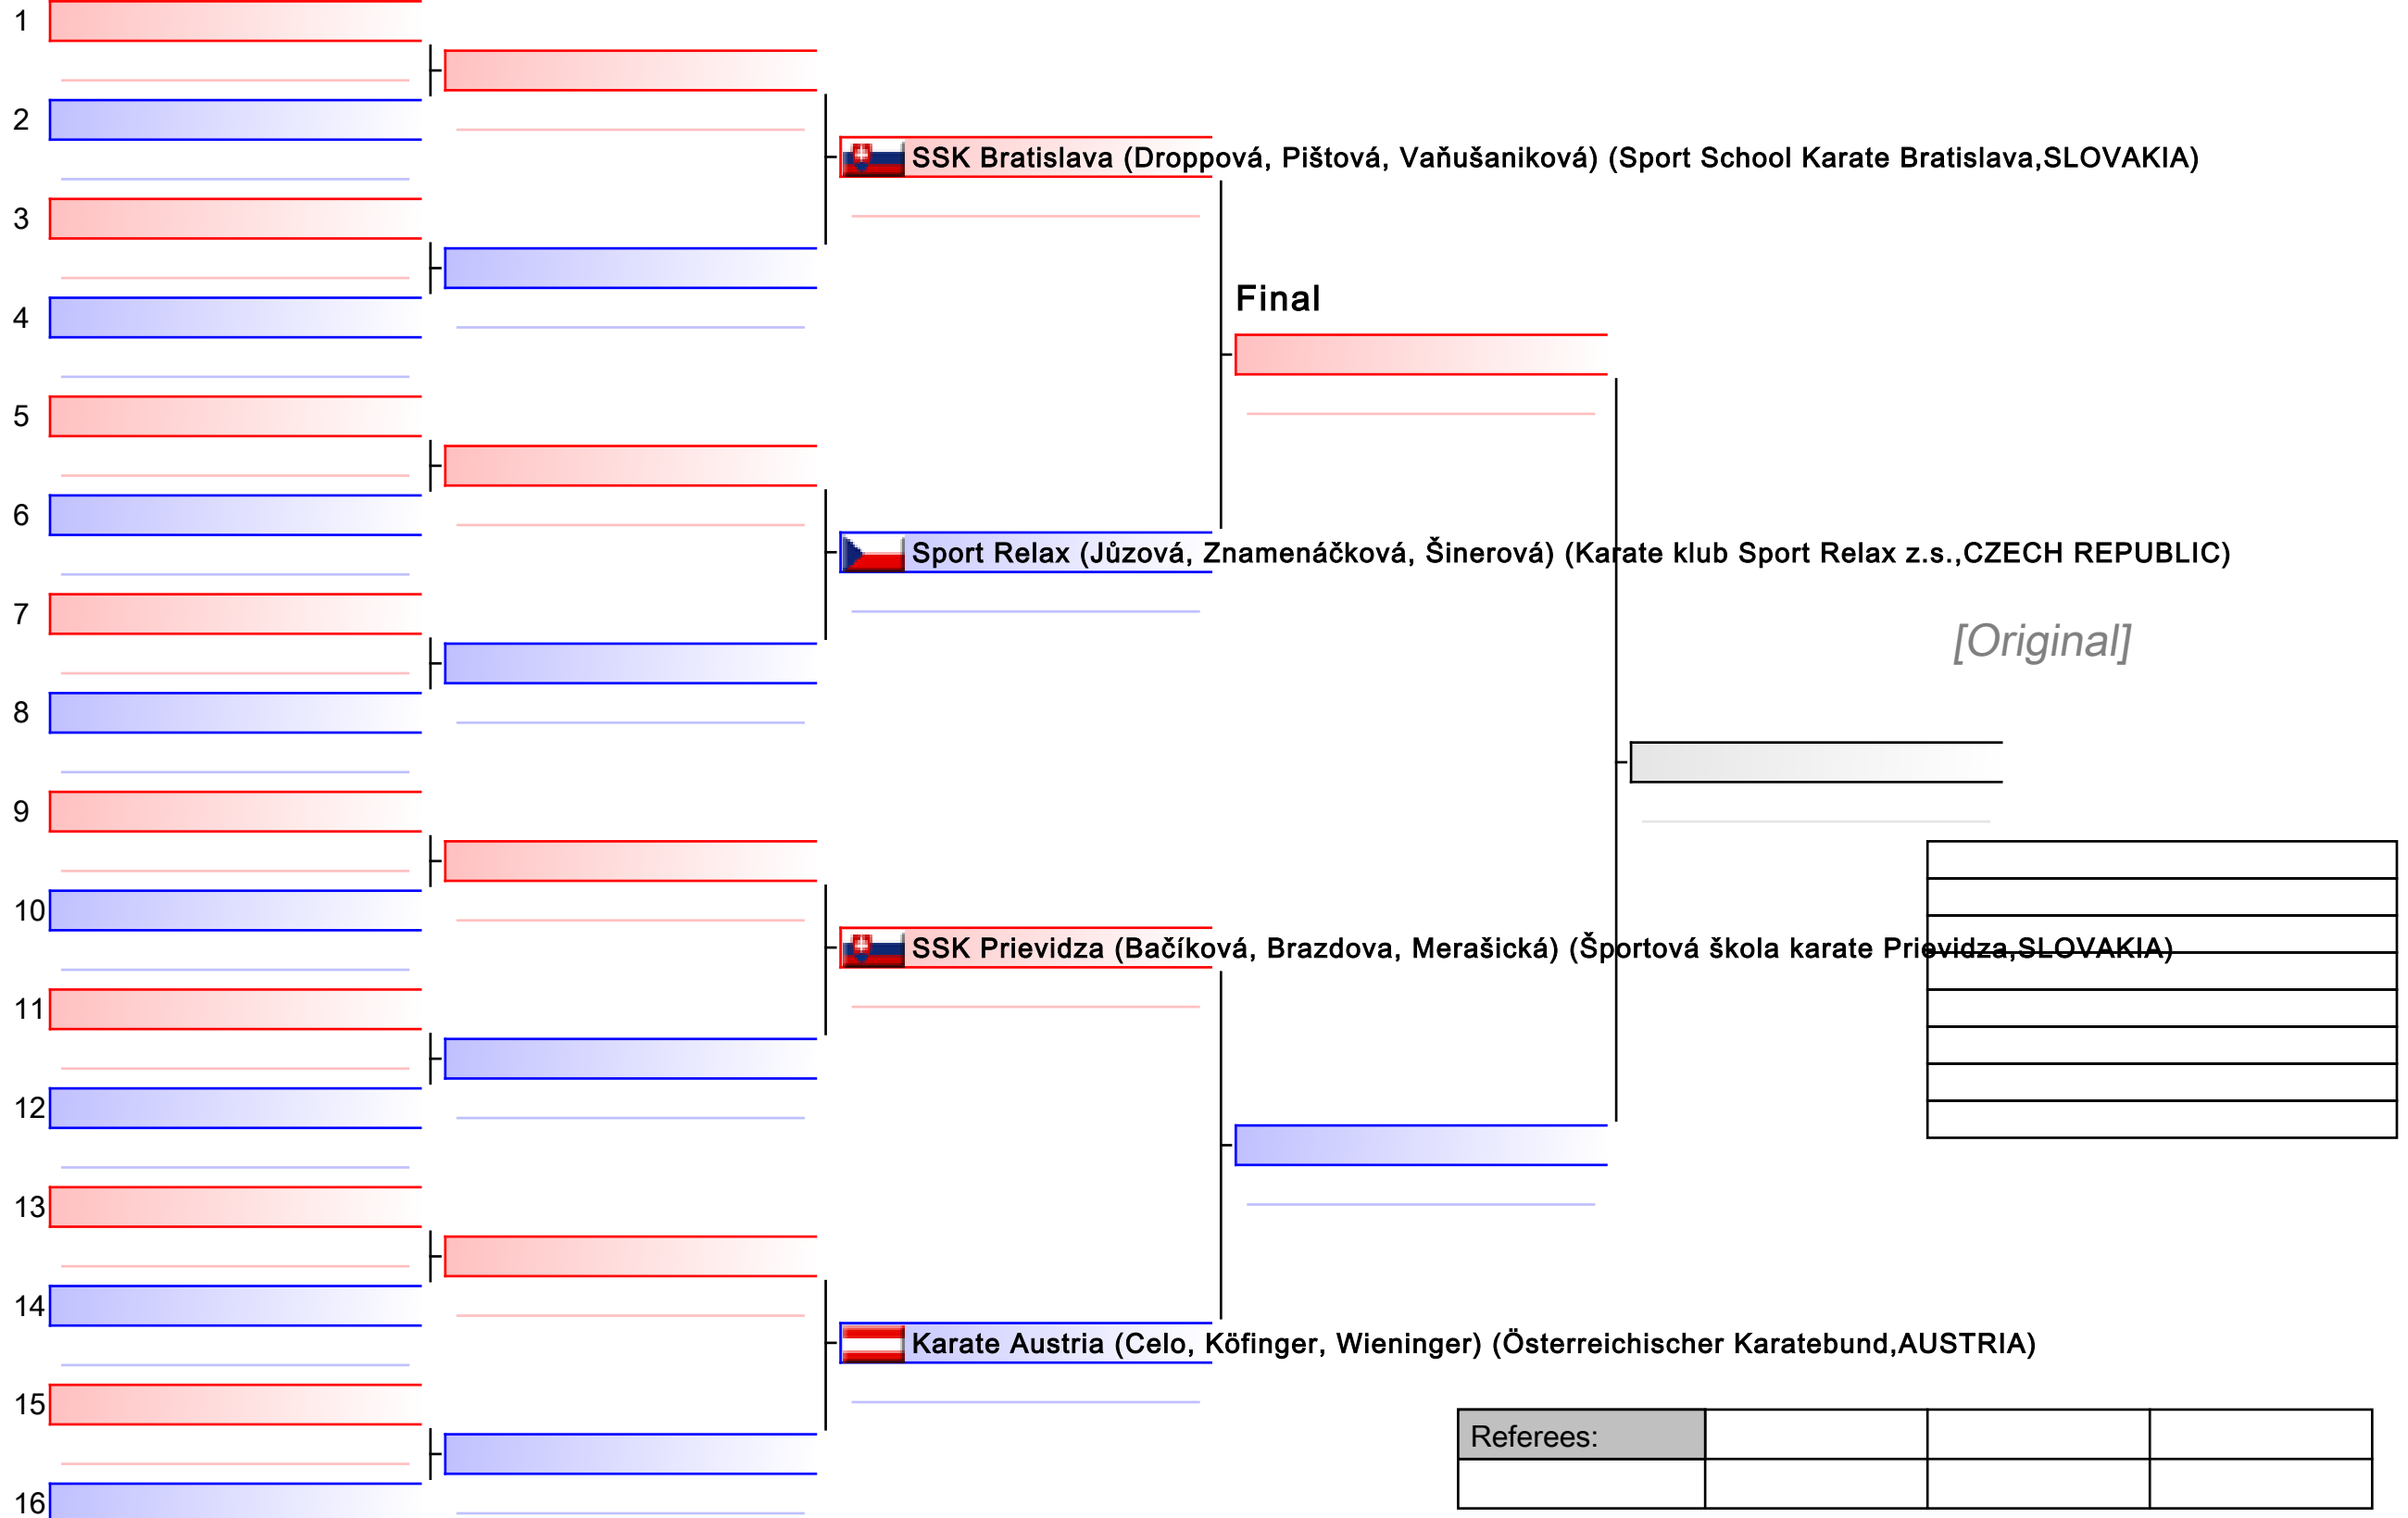 1
2
SSK Bratislava (Droppová, Pištová, Vaňušaniková) (Sport School Karate Bratislava,SLOVAKIA)
3
Final
4
5
6
Sport Relax (Jůzová, Znamenáčková, Šinerová) (Karate klub Sport Relax z.s.,CZECH REPUBLIC)
7
[Original]
8
9
10
SSK Prievidza (Bačíková, Brazdova, Merašická) (Športová škola karate Prievidza,SLOVAKIA)
11
12
13
14
Karate Austria (Celo, Köfinger, Wieninger) (Österreichischer Karatebund,AUSTRIA)
15
Referees:
16